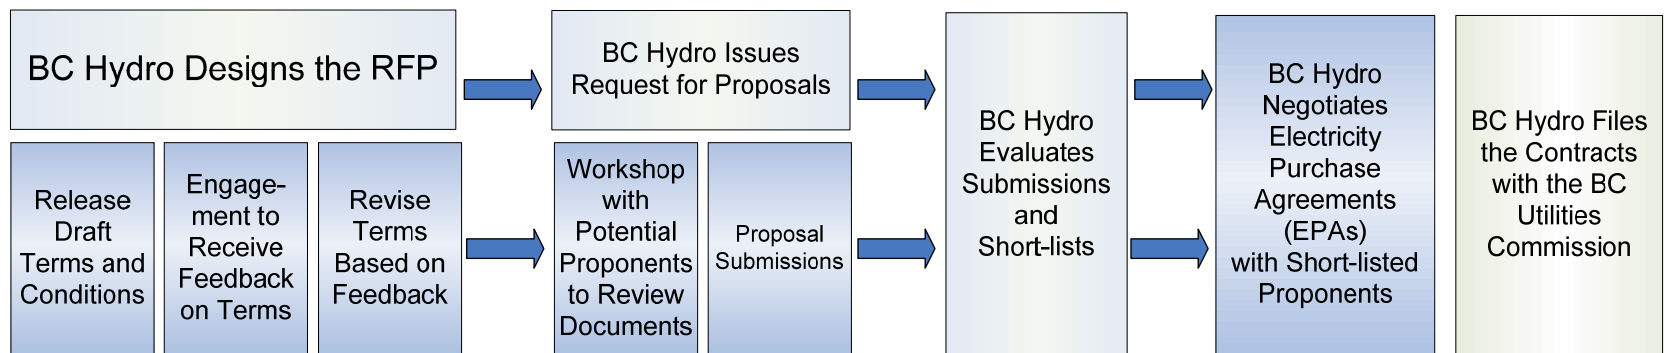 BC Hydro Designs the RFP
Release
Draft
Terms and
Conditions
Engage-
ment to
Receive
Feedback
on Terms
Revise
Terms
Based on
Feedback
BC Hydro Issues
Request for Proposals
Workshop
with
Potential
Proponents
to Review
Documents
Proposal
Submissions
BC Hydro
Evaluates
Submissions
and
Short-lists
BC Hydro
Negotiates
Electricity
Purchase
Agreements
(EPAs)
with Short-listed
Proponents
BC Hydro Files
the Contracts
with the BC
Utilities
Commission